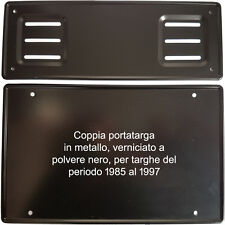 Coppia portatarga
in metallo, verniciato a
polvere nero, per targhe del
periodo 1985 al 1997